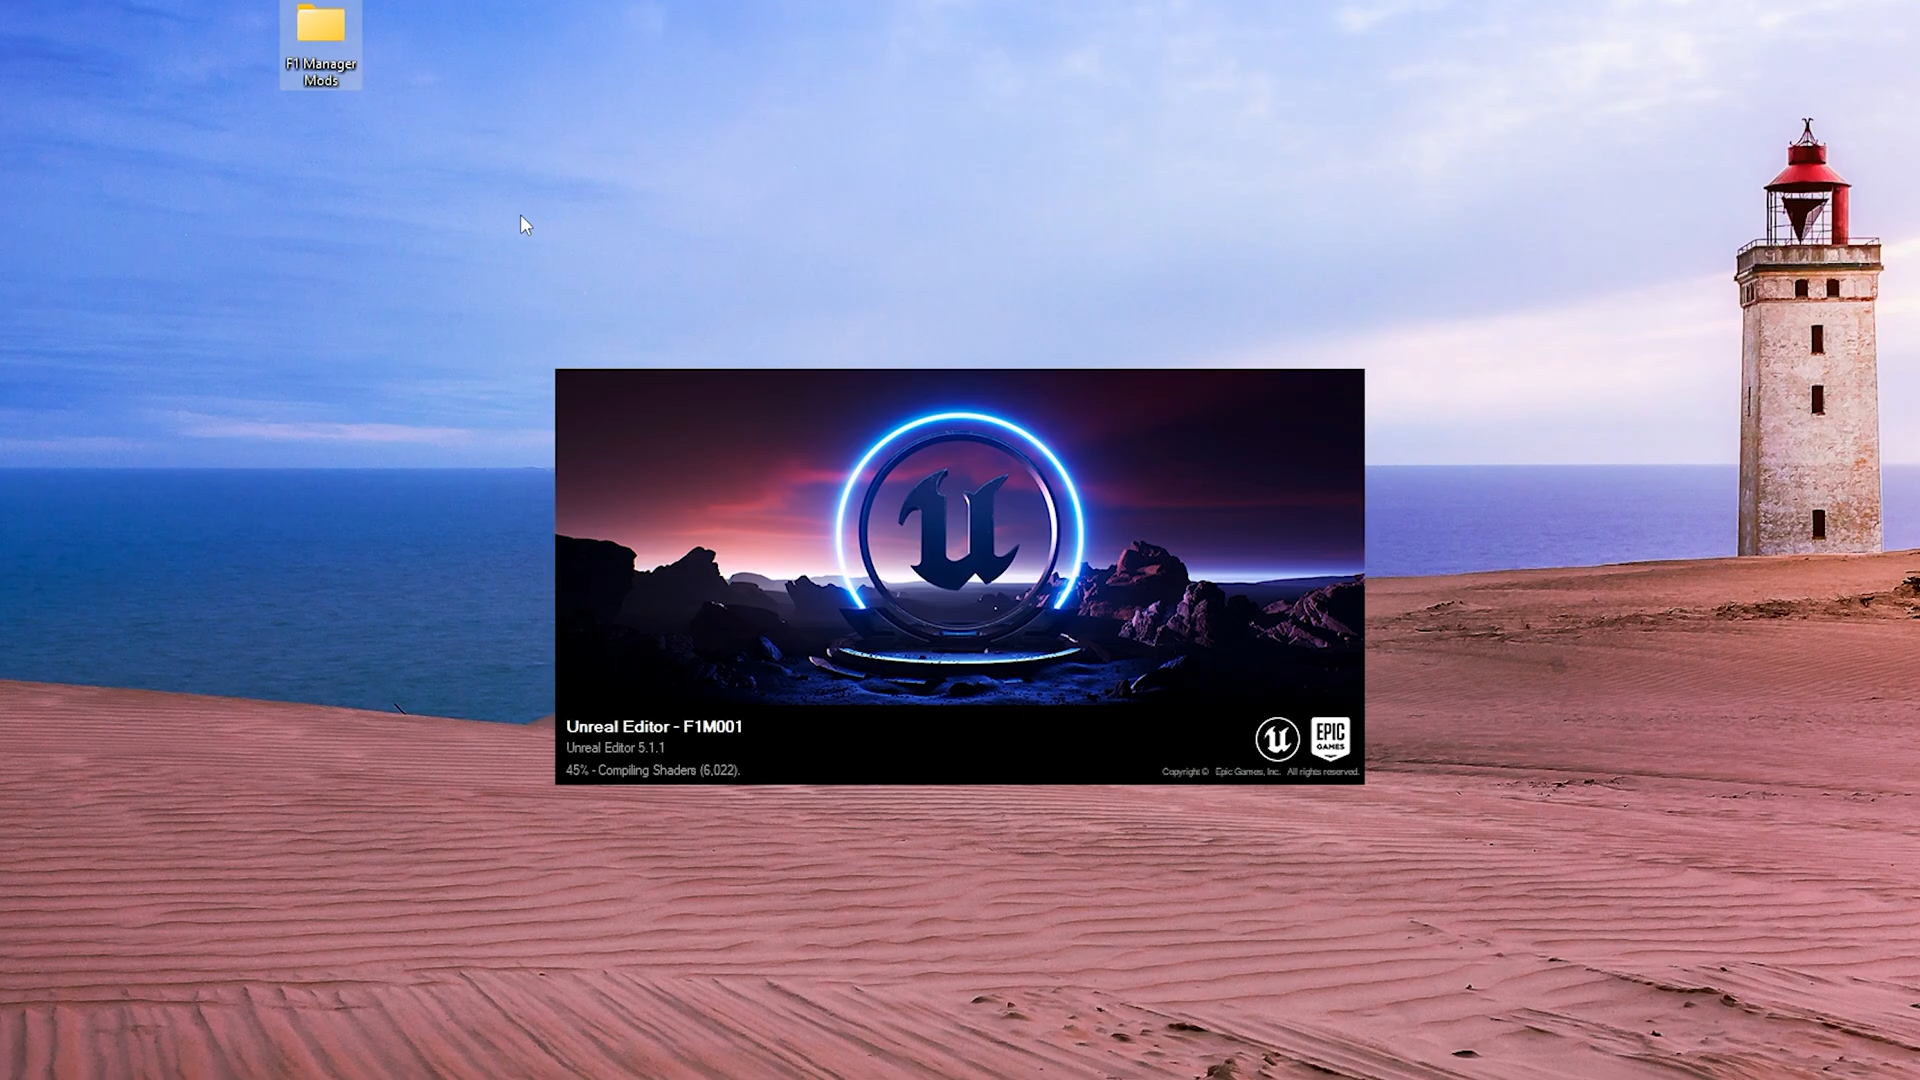 F1 Manager
Mods
Unreal Editor - F1M001
Unreal Editor 5.1.1
45% - Compiling Shaders (6,022).
EPIC
GAMES
Copyright © Epic Games, Inc. All rights reserved.